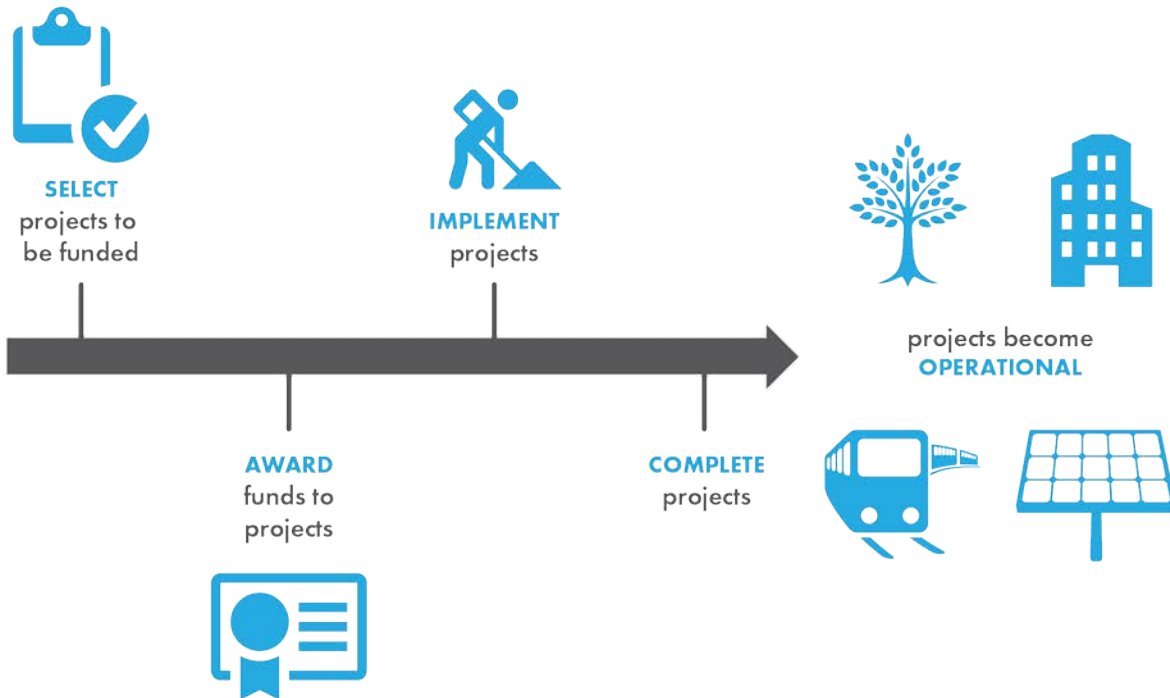 SELECT
projects to
be funded
AWARD
funds to
projects
IMPLEMENT
projects
COMPLETE
projects
projects become
OPERATIONAL